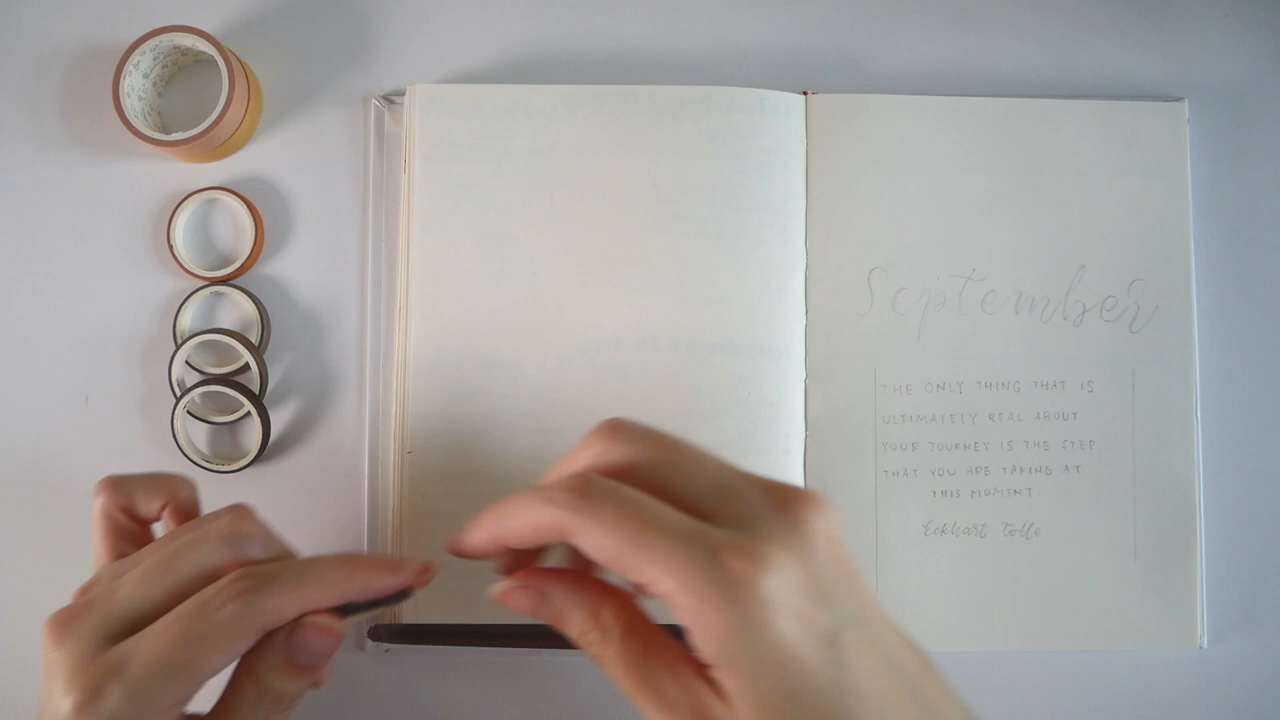 September
THE ONLY THING THAT IS
ULTIMATELY REAL ABOUT
YOUR JOURNEY IS THE STEP
THAT YOU ARE TAKING AT
THIS MOMENT.
Eckhart Tolle